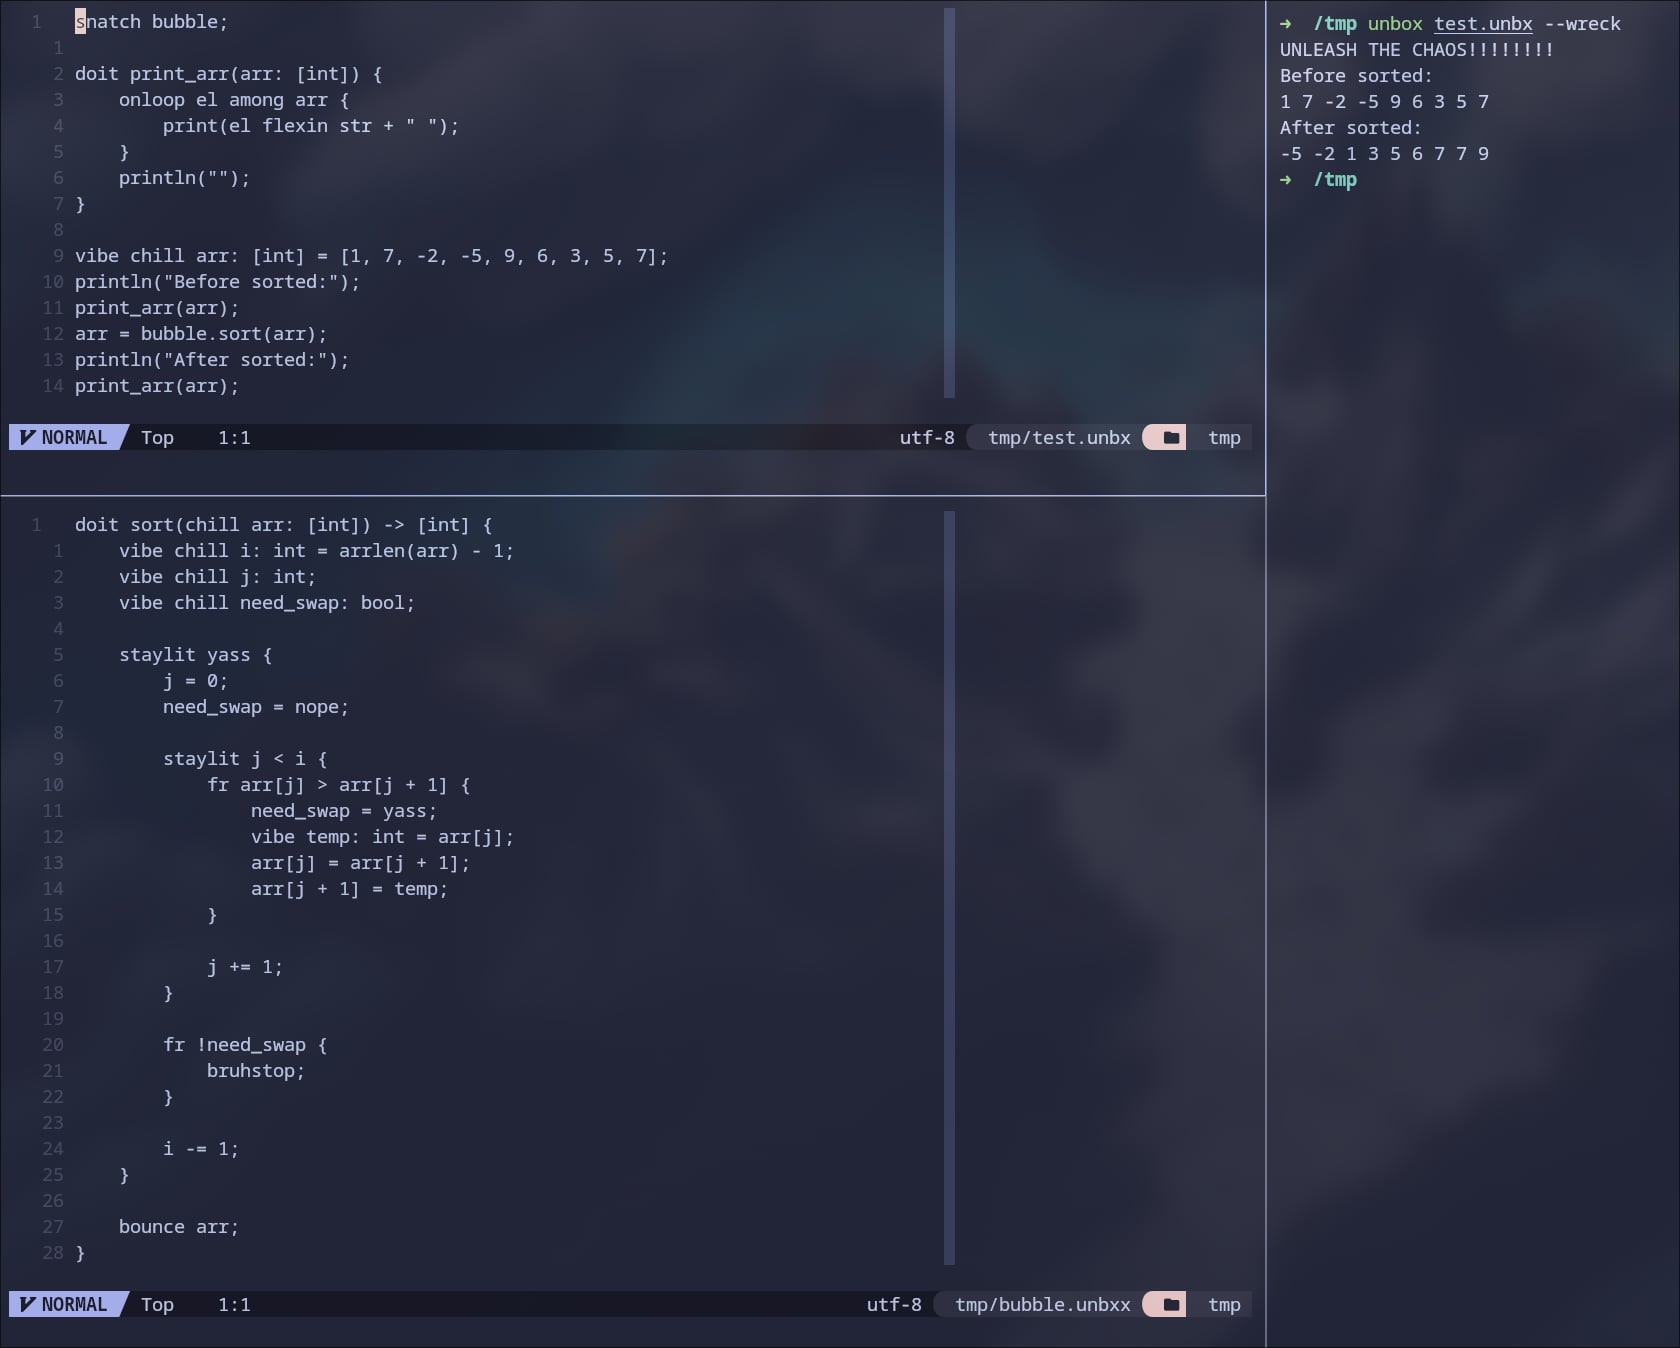 1 snatch bubble;
1
2 doit print_arr(arr: [int]) {
3     onloop el among arr {
4         print(el flexin str + " ");
5     }
6     println("");
7 }
8
9 vibe chill arr: [int] = [1, 7, -2, -5, 9, 6, 3, 5, 7];
10 println("Before sorted:");
11 print_arr(arr);
12 arr = bubble.sort(arr);
13 println("After sorted:");
14 print_arr(arr);
NORMAL Top 1:1 utf-8 tmp/test.unbx tmp
1 doit sort(chill arr: [int]) -> [int] {
1     vibe chill i: int = arrlen(arr) - 1;
2     vibe chill j: int;
3     vibe chill need_swap: bool;
4
5     staylit yass {
6         j = 0;
7         need_swap = nope;
8
9         staylit j < i {
10             fr arr[j] > arr[j + 1] {
11                 need_swap = yass;
12                 vibe temp: int = arr[j];
13                 arr[j] = arr[j + 1];
14                 arr[j + 1] = temp;
15             }
16
17             j += 1;
18         }
19
20         fr !need_swap {
21             bruhstop;
22         }
23
24         i -= 1;
25     }
26
27     bounce arr;
28 }
NORMAL Top 1:1 utf-8 tmp/bubble.unbxx tmp
➜ /tmp unbox test.unbx --wreck
UNLEASH THE CHAOS!!!!!!!!
Before sorted:
1 7 -2 -5 9 6 3 5 7
After sorted:
-5 -2 1 3 5 6 7 7 9
➜ /tmp